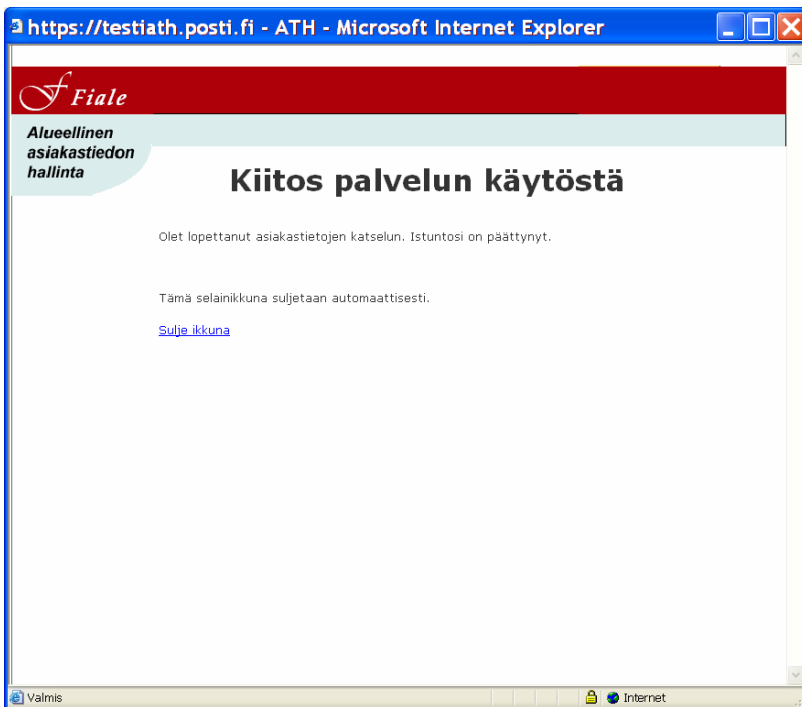 https://testiath.posti.fi - ATH - Microsoft Internet Explorer
Fiale
Alueellinen
asiakastiedon
hallinta
Kiitos palvelun käytöstä
Olet lopettanut asiakastietojen katselun. Istuntosi on päättynyt.
Tämä selainikkuna suljetaan automaattisesti.
Sulje ikkuna
Valmis
Internet